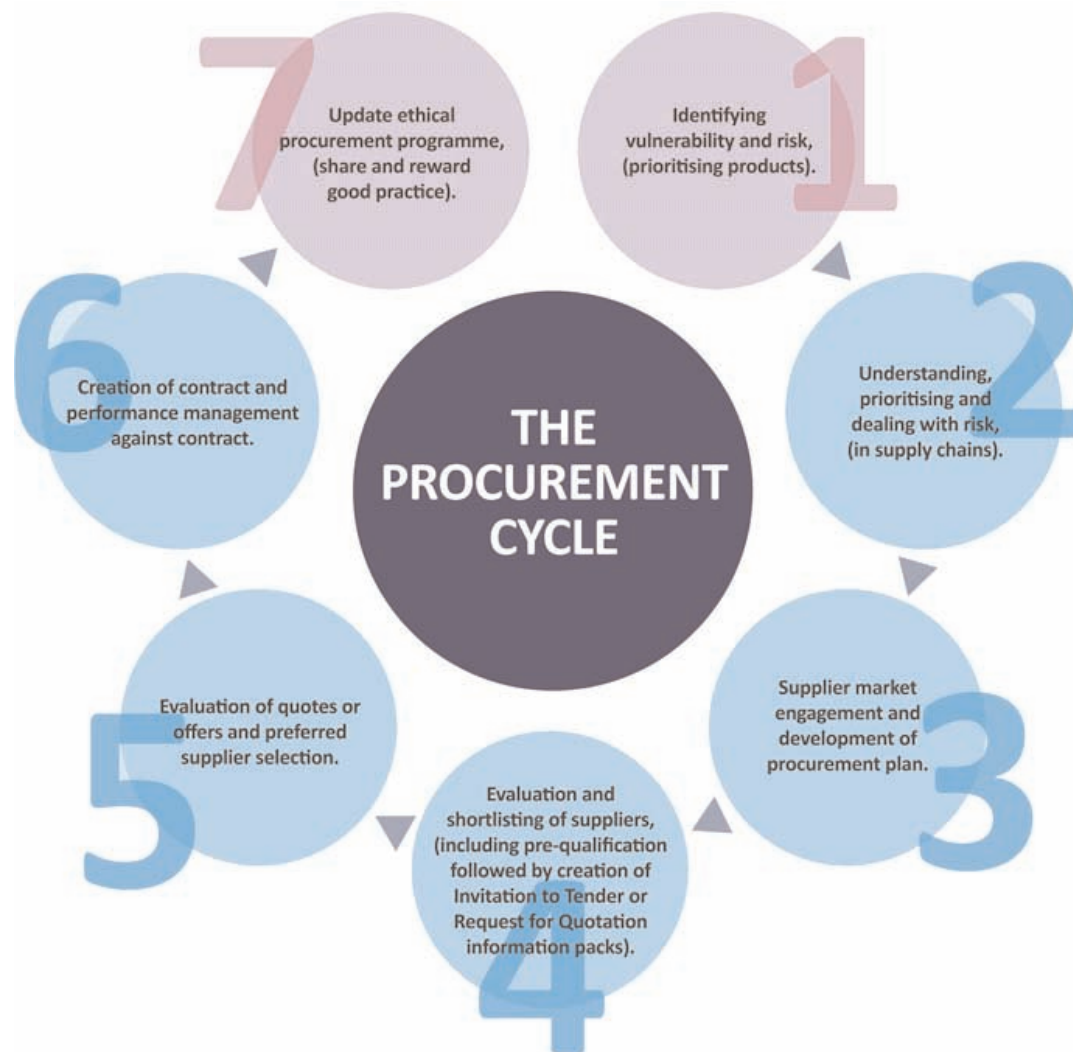 THE
PROCUREMENT
CYCLE
1
Identifying
vulnerability and risk,
(prioritising products).
2
Understanding,
prioritising and
dealing with risk,
(in supply chains).
3
Supplier market
engagement and
development of
procurement plan.
4
Evaluation and
shortlisting of suppliers,
(including pre-qualification
followed by creation of
Invitation to Tender or
Request for Quotation
information packs).
5
Evaluation of quotes or
offers and preferred
supplier selection.
6
Creation of contract and
performance management
against contract.
7
Update ethical
procurement programme,
(share and reward
good practice).